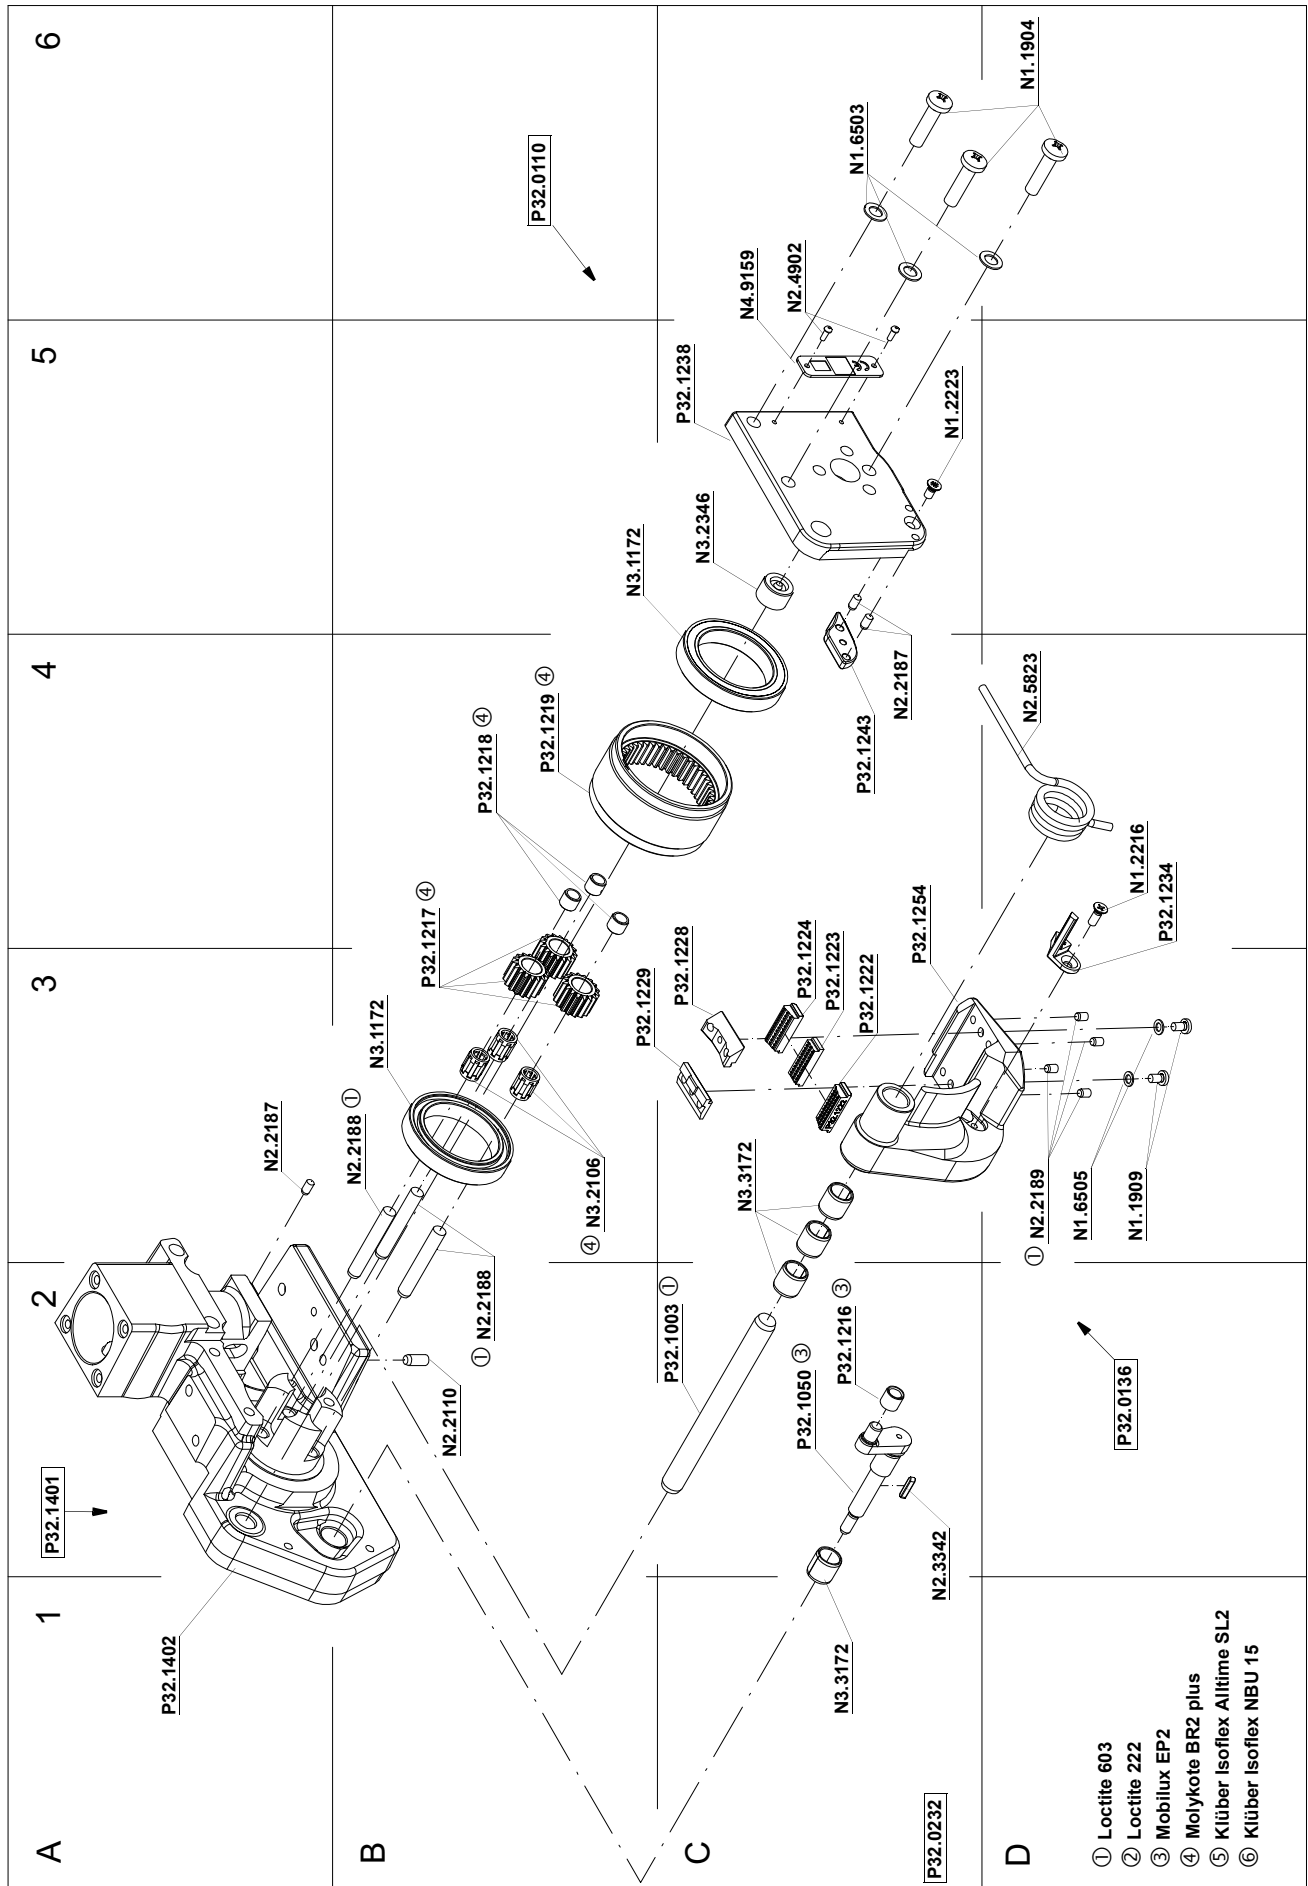 1
2
3
4
5
6
A
B
C
D
P32.1401
P32.1402
N2.2187
N2.2188 ①
N3.1172
P32.1217 ④
P32.1218 ④
P32.1219 ④
N3.1172
N3.2346
P32.1238
N4.9159
N2.4902
N1.6503
N1.1904
P32.0110
N2.2110
① N2.2188
④ N3.2106
P32.1229
P32.1228
P32.1224
P32.1223
P32.1222
P32.1243
N2.2187
N1.2223
P32.1003 ①
N3.3172
P32.1254
N2.5823
N1.2216
P32.1234
P32.1050 ③
P32.1216 ③
N3.3172
N2.3342
① N2.2189
N1.6505
N1.1909
P32.0136
P32.0232
① Loctite 603
② Loctite 222
③ Mobilux EP2
④ Molykote BR2 plus
⑤ Klüber Isoflex Alltime SL2
⑥ Klüber Isoflex NBU 15